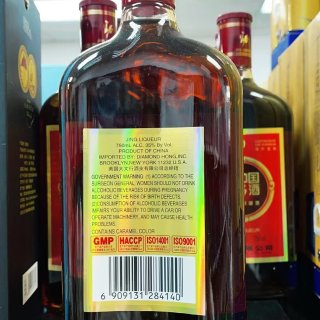 JING LIQUEUR
750ml ALC. 35% by Vol.
PRODUCT OF CHINA
IMPORTED BY: DIAMOND HONG, INC.
BROOKLYN, NEW YORK 11232 U.S.A.
GOVERNMENT WARNING: (1) ACCORDING TO THE
SURGEON GENERAL, WOMEN SHOULD NOT DRINK
ALCOHOLIC BEVERAGES DURING PREGNANCY
BECAUSE OF THE RISK OF BIRTH DEFECTS.
(2) CONSUMPTION OF ALCOHOLIC BEVERAGES
IMPAIRS YOUR ABILITY TO DRIVE A CAR OR
OPERATE MACHINERY, AND MAY CAUSE HEALTH
PROBLEMS.
CONTAINS CARAMEL COLOR
GMP HACCP ISO14001 ISO9001
6 909131 284140
国
酒